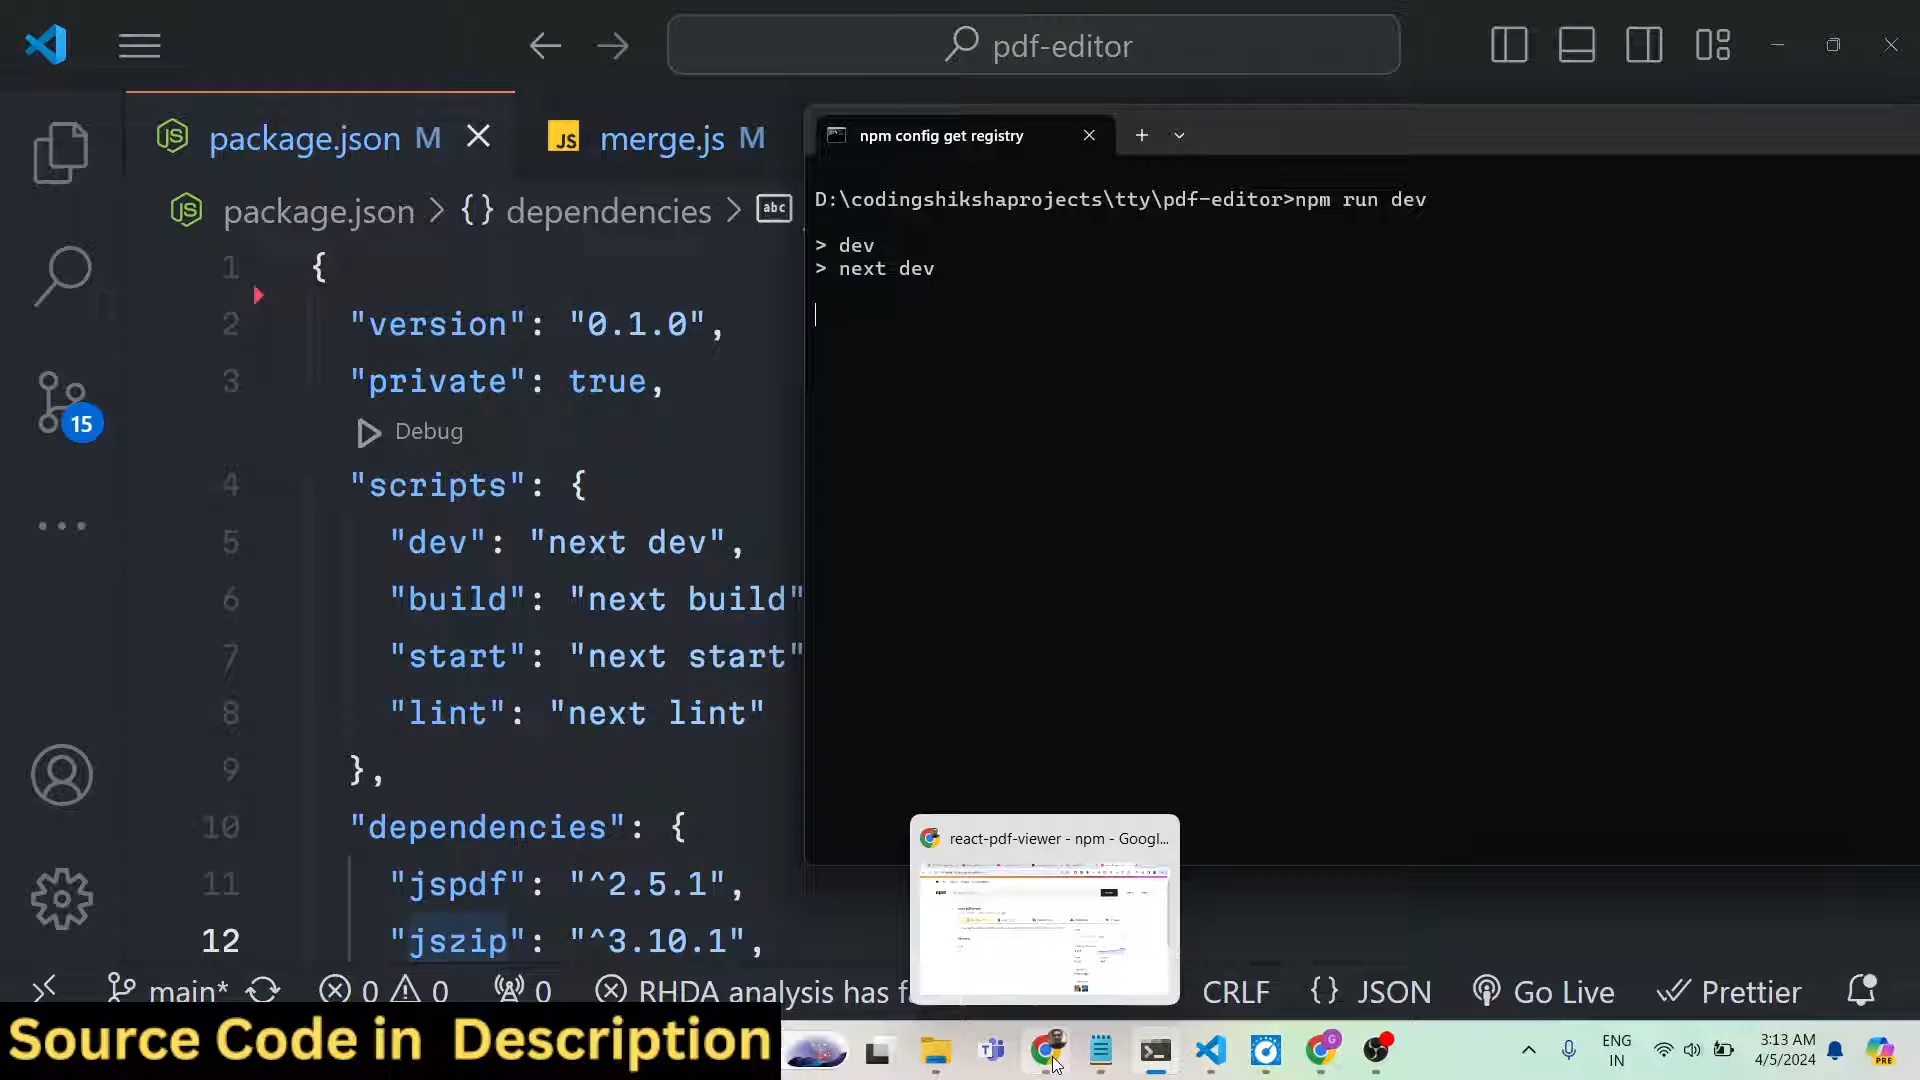 pdf-editor
package.json M
JS merge.js M
package.json > {} dependencies > abc
npm config get registry
D:\codingshikshaprojects\tty\pdf-editor>npm run dev
> dev
> next dev
1 {
2 "version": "0.1.0",
3 "private": true,
Debug
4 "scripts": {
5 "dev": "next dev",
6 "build": "next build"
7 "start": "next start"
8 "lint": "next lint"
9 },
10 "dependencies": {
11 "jspdf": "^2.5.1",
12 "jszip": "^3.10.1",
15
react-pdf-viewer - npm - Googl...
main* 0 0 0 RHDA analysis has f CRLF {} JSON Go Live Prettier
Source Code in Description
ENG
IN
3:13 AM
4/5/2024
PRE